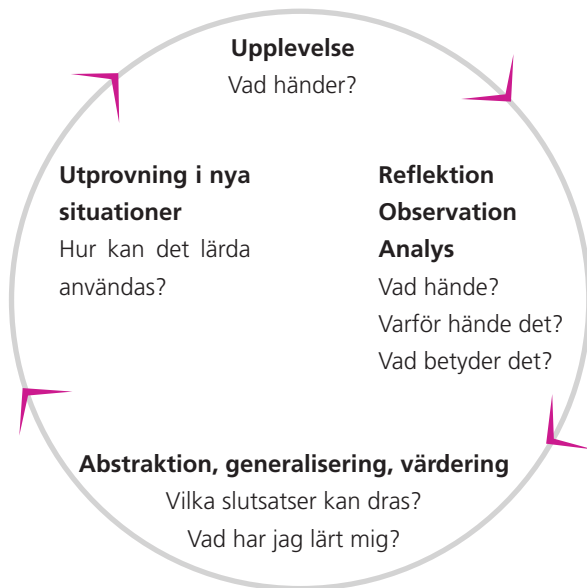 Upplevelse
Vad händer?
Utprovning i nya
situationer
Hur kan det lärda
användas?
Reflektion
Observation
Analys
Vad hände?
Varför hände det?
Vad betyder det?
Abstraktion, generalisering, värdering
Vilka slutsatser kan dras?
Vad har jag lärt mig?